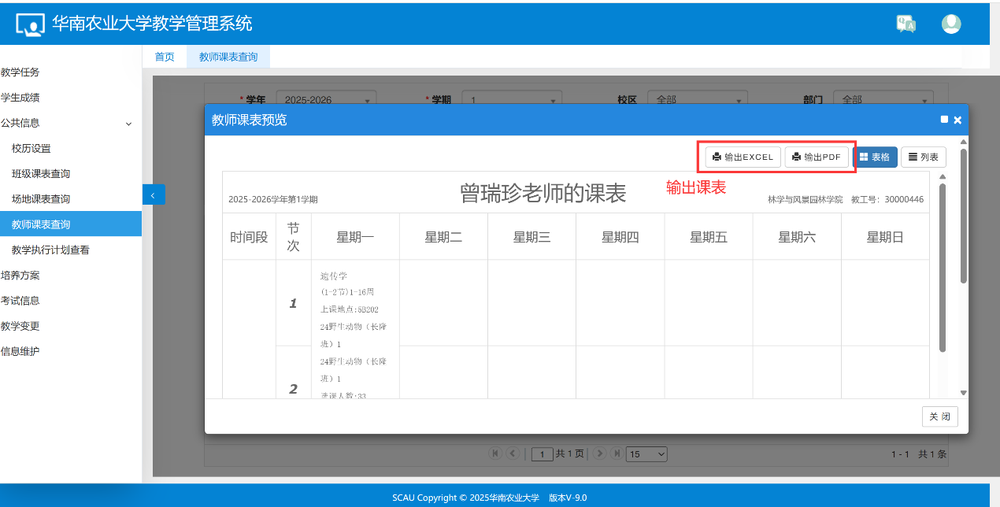 华南农业大学教学管理系统
首页 教师课表查询
教学任务
学生成绩
公共信息
校历设置
班级课表查询
场地课表查询
教师课表查询
教学执行计划查看
培养方案
考试信息
教学变更
信息维护
* 学年 2025-2026 * 学期 1 校区 全部 部门 全部
教师课表预览
输出EXCEL 输出PDF 表格 列表
输出课表
2025-2026学年第1学期 曾瑞珍老师的课表 林学与风景园林学院 教工号：30000446
时间段 节次 星期一 星期二 星期三 星期四 星期五 星期六 星期日
1
遗传学
(1-2节)1-16周
上课地点:5B202
24野生动物（长隆
班）1
24野生动物（长隆
班）1
选课人数:33
2
关 闭
1 共 1 页 15 1 - 1 共 1 条
SCAU Copyright © 2025华南农业大学 版本V-9.0